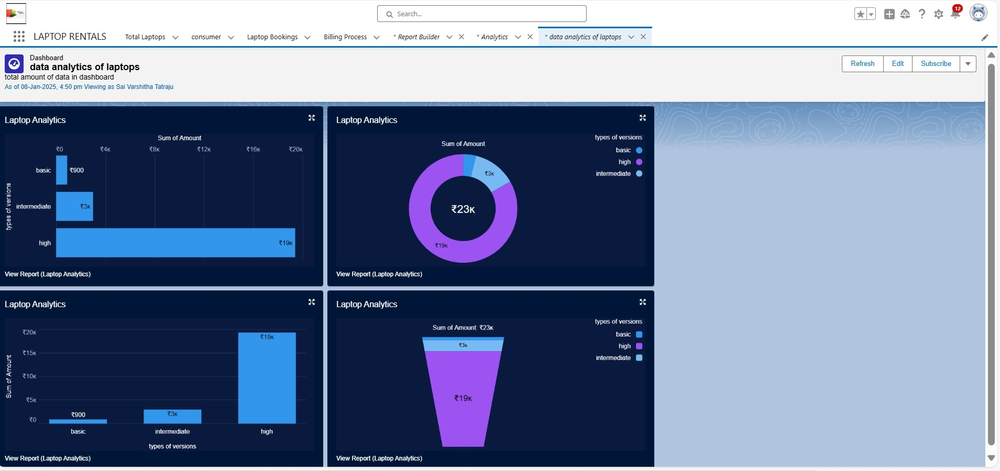 Search...
12
LAPTOP RENTALS
Total Laptops
consumer
Laptop Bookings
Billing Process
* Report Builder
* Analytics
* data analytics of laptops
Dashboard
data analytics of laptops
total amount of data in dashboard
As of 08-Jan-2025, 4:50 pm·Viewing as Sai Varshitha Tatraju
Refresh
Edit
Subscribe
Laptop Analytics
Sum of Amount
₹0 ₹4K ₹8K ₹12K ₹16K ₹20K
types of versions
basic ₹900
intermediate ₹3K
high ₹19K
View Report (Laptop Analytics)
Laptop Analytics
Sum of Amount
types of versions
basic
high
intermediate
₹3K
₹23K
₹19K
View Report (Laptop Analytics)
Laptop Analytics
Sum of Amount
₹20K
₹15K
₹10K
₹5K
₹0
₹900
₹3K
₹19K
basic intermediate high
types of versions
View Report (Laptop Analytics)
Laptop Analytics
Sum of Amount: ₹23K
types of versions
basic
high
intermediate
₹3K
₹19K
View Report (Laptop Analytics)